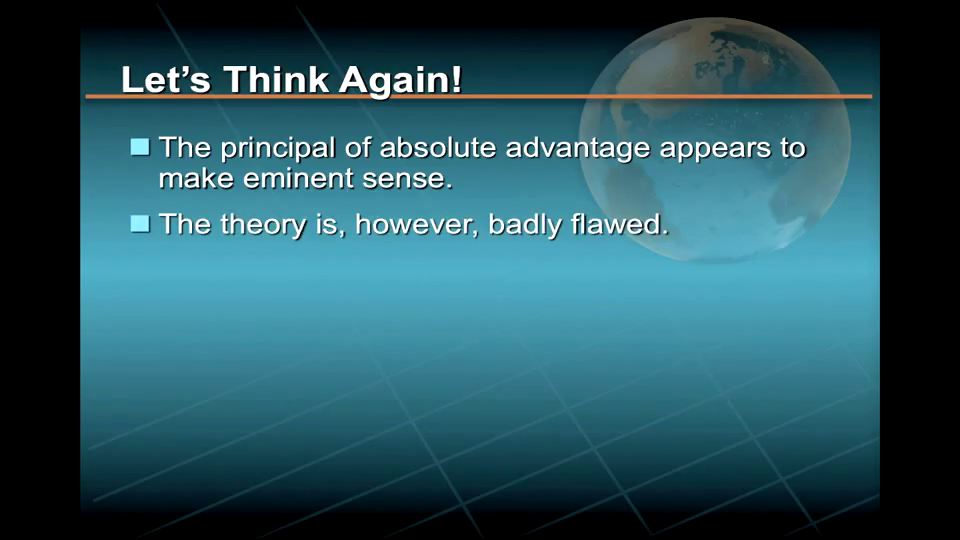 Let’s Think Again!
The principal of absolute advantage appears to
make eminent sense.
The theory is, however, badly flawed.